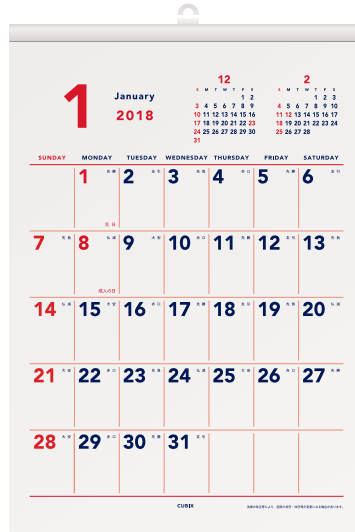 1
January
2018
12
S M T W T F S
1 2
3 4 5 6 7 8 9
10 11 12 13 14 15 16
17 18 19 20 21 22 23
24 25 26 27 28 29 30
31
2
S M T W T F S
1 2 3
4 5 6 7 8 9 10
11 12 13 14 15 16 17
18 19 20 21 22 23 24
25 26 27 28
SUNDAY MONDAY TUESDAY WEDNESDAY THURSDAY FRIDAY SATURDAY
1 2 3 4 5 6
元日
7 8 9 10 11 12 13
成人の日
14 15 16 17 18 19 20
21 22 23 24 25 26 27
28 29 30 31
CUBIX